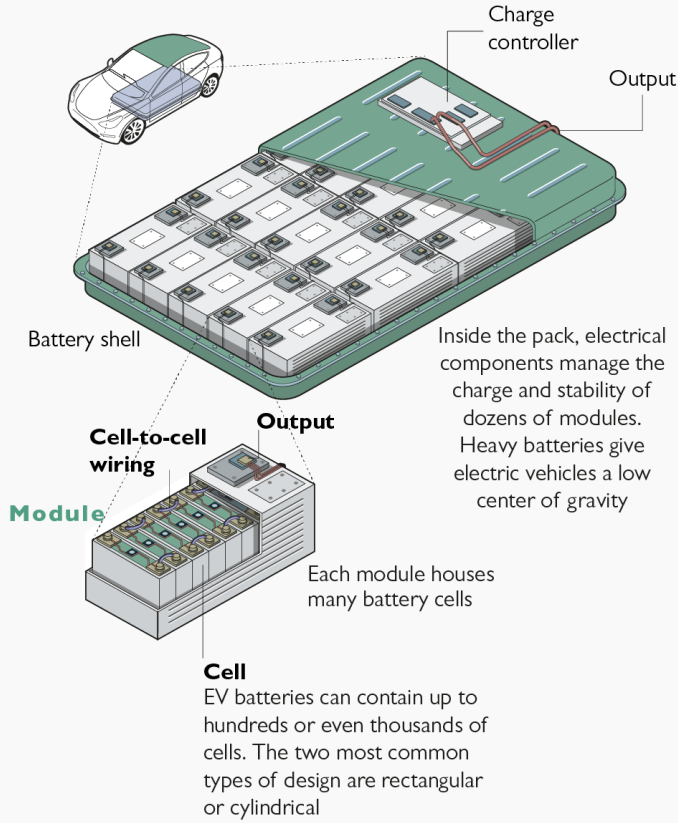 Charge
controller
Output
Battery shell
Inside the pack, electrical
components manage the
charge and stability of
dozens of modules.
Heavy batteries give
electric vehicles a low
center of gravity
Output
Cell-to-cell
wiring
Module
Each module houses
many battery cells
Cell
EV batteries can contain up to
hundreds or even thousands of
cells. The two most common
types of design are rectangular
or cylindrical